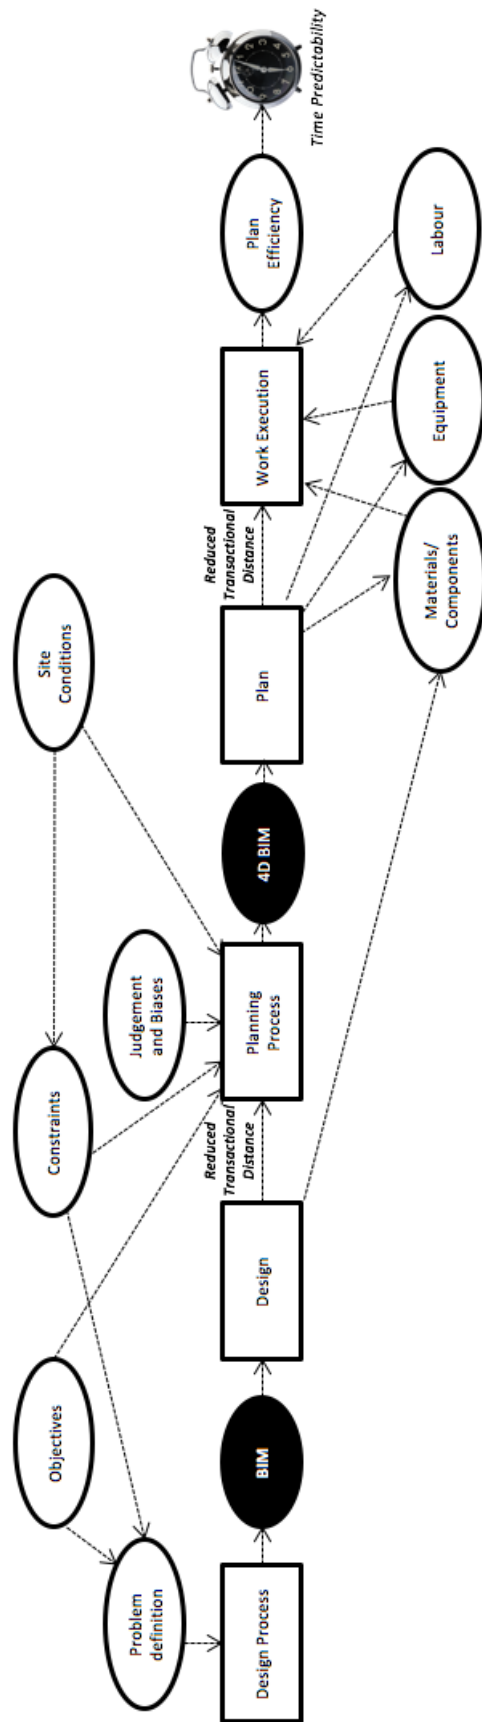 Objectives
Constraints
Site
Conditions
Problem
definition
Judgement
and Biases
Design Process
BIM
Design
Reduced
Transactional
Distance
Planning
Process
4D BIM
Plan
Reduced
Transactional
Distance
Work Execution
Plan
Efficiency
Time Predictability
Materials/
Components
Equipment
Labour